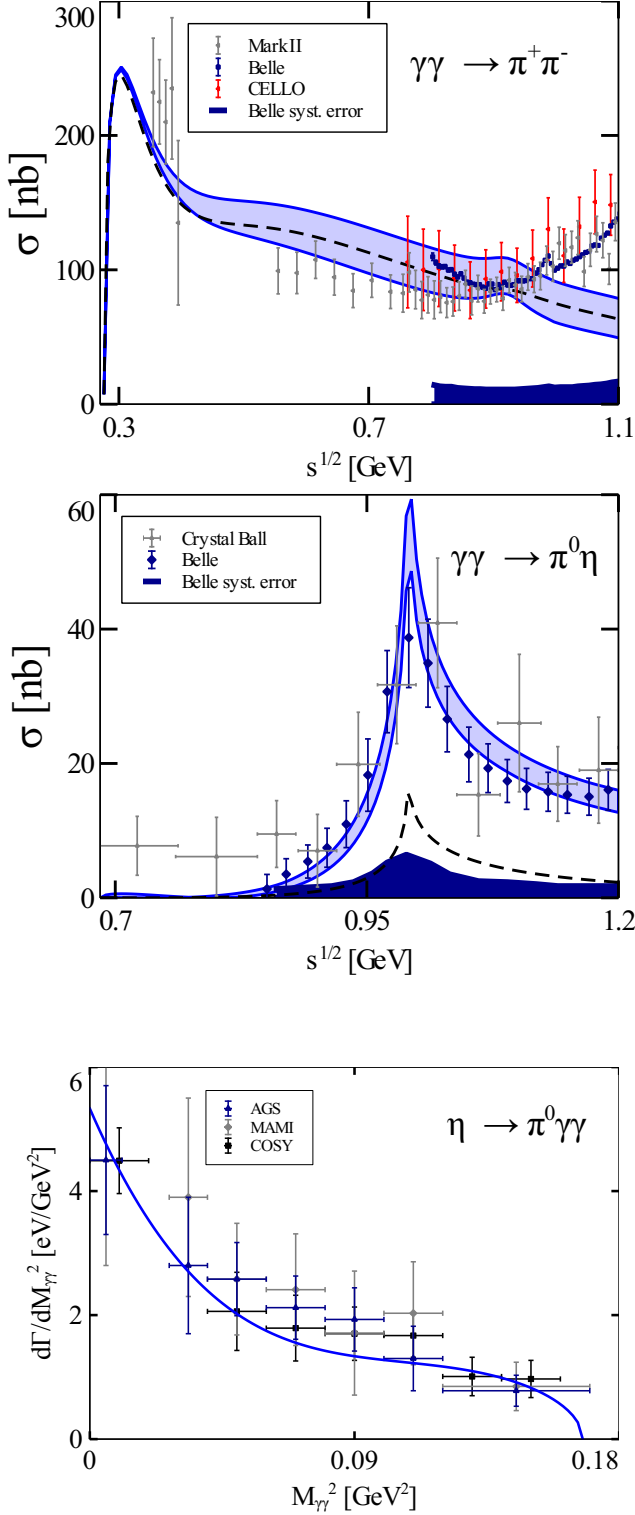 300
200
100
0
σ [nb]
MarkII
Belle
CELLO
Belle syst. error
γγ → π⁺π⁻
0.3 0.7 1.1
s^1/2 [GeV]
60
40
20
0
σ [nb]
Crystal Ball
Belle
Belle syst. error
γγ → π⁰η
0.7 0.95 1.2
s^1/2 [GeV]
6
4
2
0
dΓ/dM_γγ² [eV/GeV²]
AGS
MAMI
COSY
η → π⁰γγ
0 0.09 0.18
M_γγ² [GeV²]